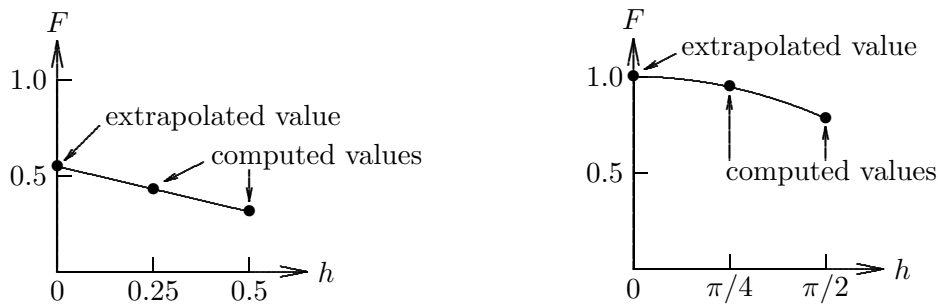 F
1.0
extrapolated value
computed values
0.5
0
0.25
0.5
h
F
extrapolated value
1.0
0.5
computed values
0
π/4
π/2
h